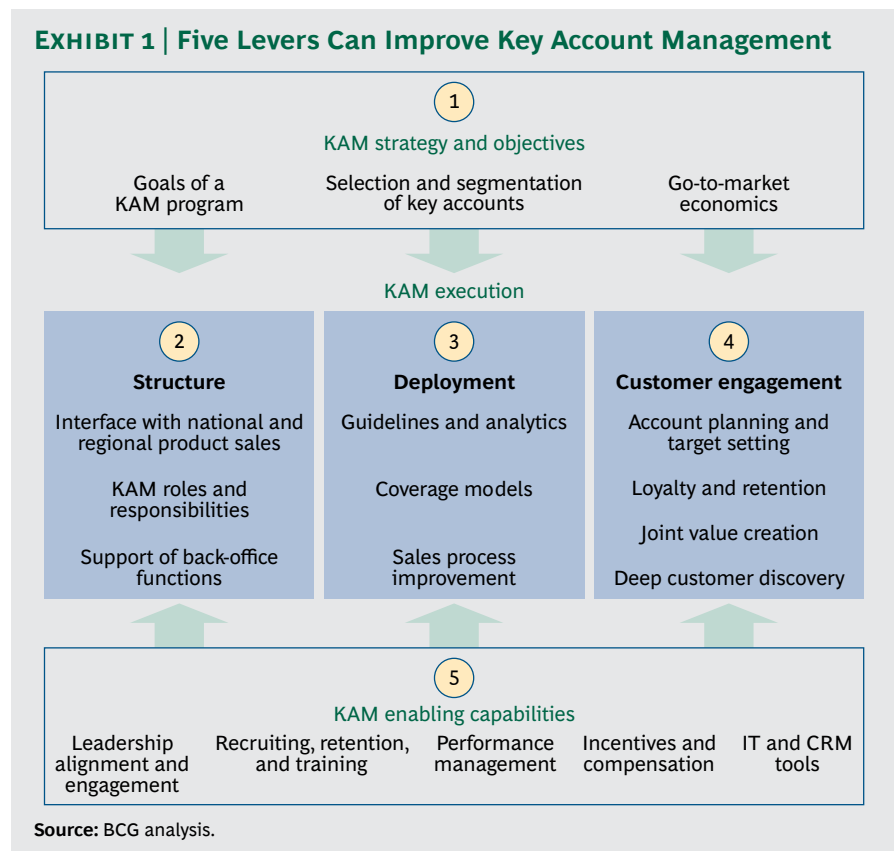 EXHIBIT 1 | Five Levers Can Improve Key Account Management
1
KAM strategy and objectives
Goals of a
KAM program
Selection and segmentation
of key accounts
Go-to-market
economics
KAM execution
2
Structure
Interface with national and
regional product sales
KAM roles and
responsibilities
Support of back-office
functions
3
Deployment
Guidelines and analytics
Coverage models
Sales process
improvement
4
Customer engagement
Account planning and
target setting
Loyalty and retention
Joint value creation
Deep customer discovery
5
KAM enabling capabilities
Leadership
alignment and
engagement
Recruiting, retention,
and training
Performance
management
Incentives and
compensation
IT and CRM
tools
Source: BCG analysis.